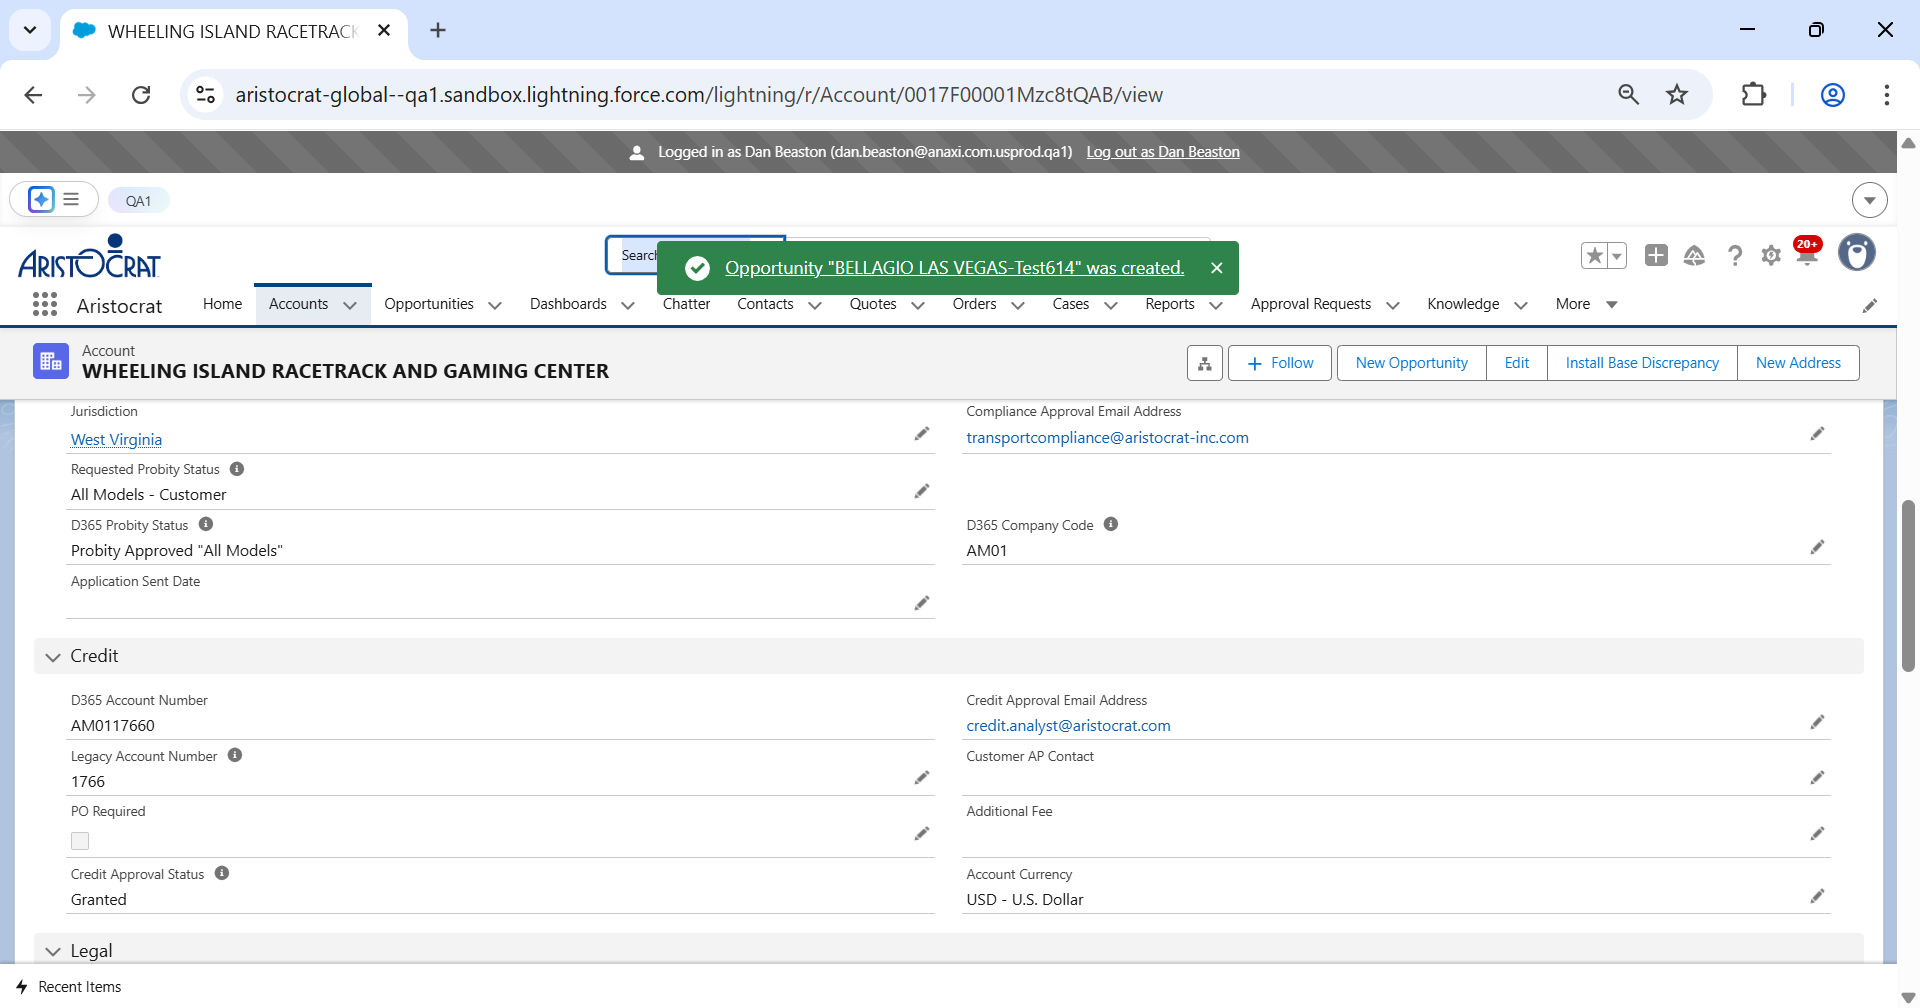 WHEELING ISLAND RACETRACK
aristocrat-global--qa1.sandbox.lightning.force.com/lightning/r/Account/0017F00001Mzc8tQAB/view
Logged in as Dan Beaston (dan.beaston@anaxi.com.usprod.qa1) Log out as Dan Beaston
QA1
ARISTOCRAT
Search
Opportunity "BELLAGIO LAS VEGAS-Test614" was created.
20+
Aristocrat Home Accounts Opportunities Dashboards Chatter Contacts Quotes Orders Cases Reports Approval Requests Knowledge More
Account
WHEELING ISLAND RACETRACK AND GAMING CENTER
Follow New Opportunity Edit Install Base Discrepancy New Address
Jurisdiction
West Virginia
Compliance Approval Email Address
transportcompliance@aristocrat-inc.com
Requested Probity Status
All Models - Customer
D365 Probity Status
Probity Approved "All Models"
D365 Company Code
AM01
Application Sent Date
Credit
D365 Account Number
AM0117660
Credit Approval Email Address
credit.analyst@aristocrat.com
Legacy Account Number
1766
Customer AP Contact
PO Required
Additional Fee
Credit Approval Status
Granted
Account Currency
USD - U.S. Dollar
Legal
Recent Items